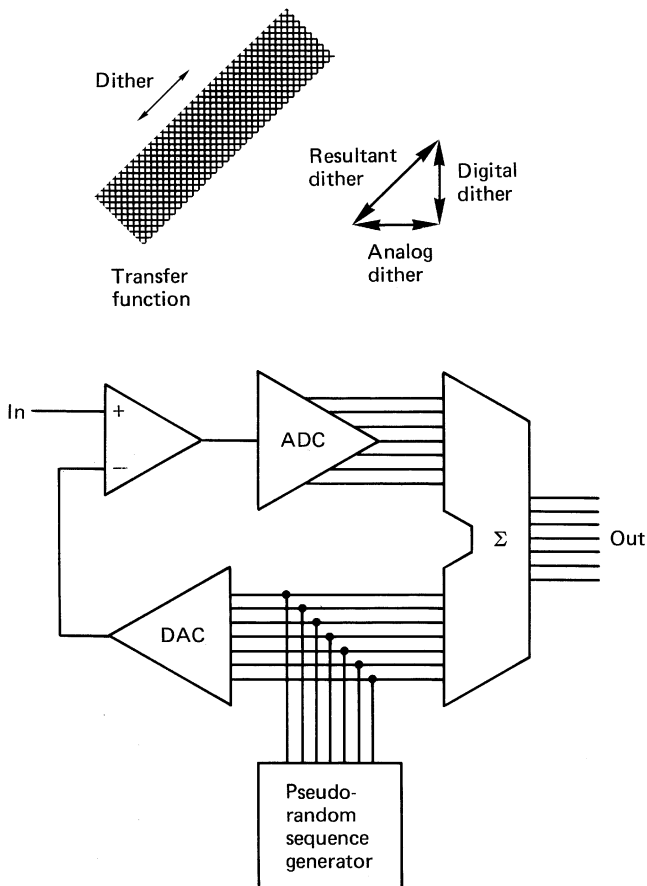 Dither
Resultant
dither
Digital
dither
Analog
dither
Transfer
function
In
+
−
ADC
Σ
Out
DAC
Pseudo-
random
sequence
generator